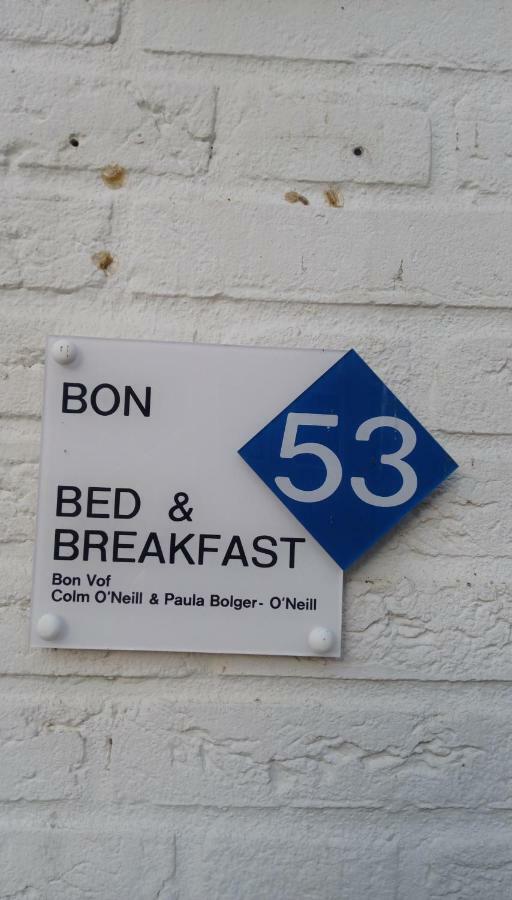 BON
53
BED &
BREAKFAST
Bon Vof
Colm O'Neill & Paula Bolger- O'Neill